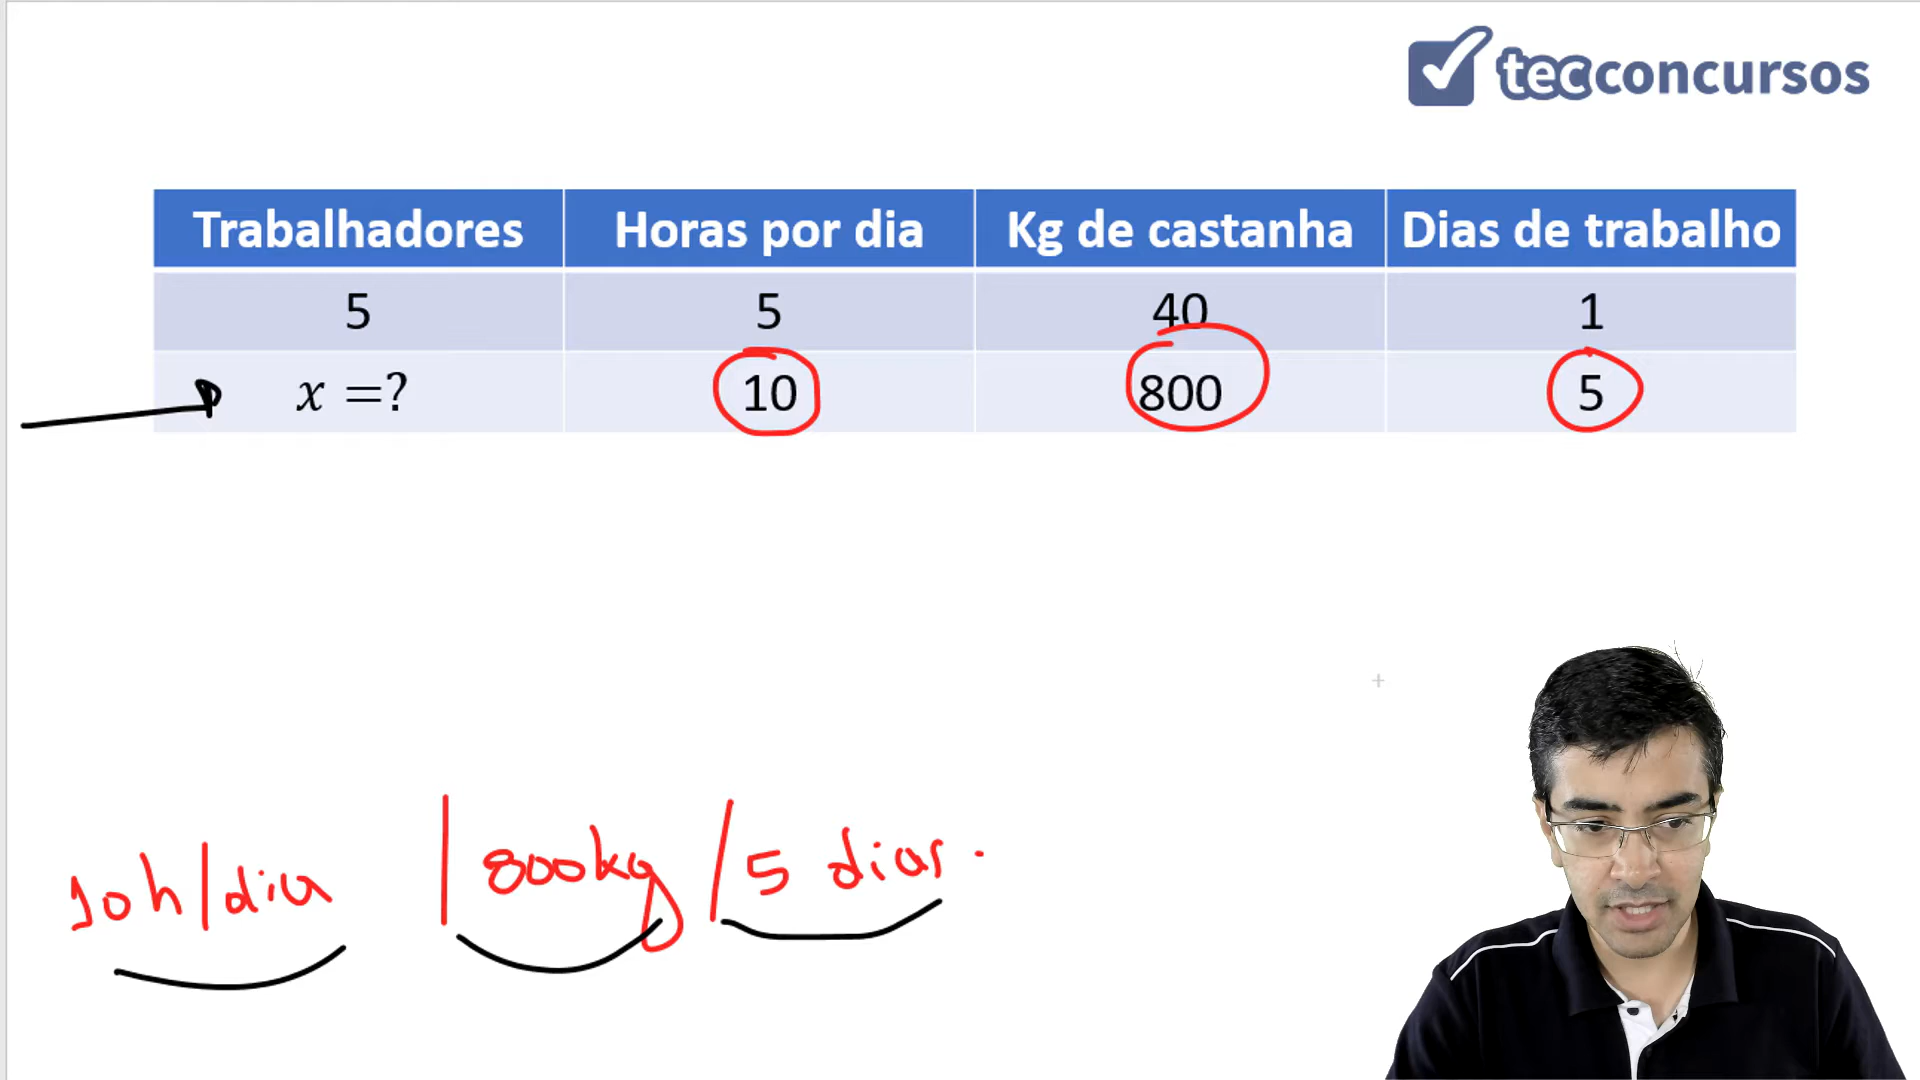 tecconcursos
Trabalhadores Horas por dia Kg de castanha Dias de trabalho
5 5 40 1
x =? 10 800 5
10h/dia | 800kg / 5 dias.